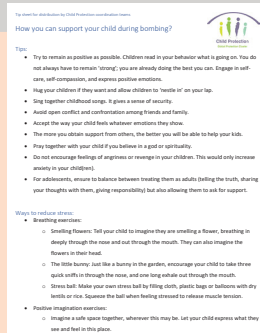 Tip sheet for distribution by Child Protection coordination teams
How you can support your child during bombing?
Child Protection
Tips:
• Try to remain as positive as possible. Children read in your behavior what is going on. You do
not always have to remain 'strong', you are already doing the best you can. Engage in self-
care, self-compassion, and express positive emotions.
• Hug your children if they want and allow children to 'nestle in' on your lap.
• Sing together childhood songs. It gives a sense of security.
• Avoid open conflict and confrontation among friends and family.
• Accept the way your child feels whatever emotions they show.
• The more you obtain support from others, the better you will be able to help your kids.
• Pray together with your child if you believe in a god or spirituality.
• Do not encourage feelings of angriness or revenge in your children. This would only increase
anxiety in your child(ren).
• For adolescents, ensure to balance between treating them as adults (telling the truth, sharing
your thoughts with them, giving responsibility) but also allowing them to ask for support.
Ways to reduce stress:
• Breathing exercises:
o Smelling flowers: Tell your child to imagine they are smelling a flower, breathing in
deeply through the nose and out through the mouth. They can also imagine the
flowers in their head.
o The little bunny: Just like a bunny in the garden, encourage your child to take three
quick sniffs in through the nose, and one long exhale out through the mouth.
o Stress ball: Make your own stress ball by filling cloth, plastic bags or balloons with dry
lentils or rice. Squeeze the ball when feeling stressed to release muscle tension.
• Positive imagination exercises:
o Imagine a safe space together, wherever this may be. Let your child express what they
see and feel in this place.